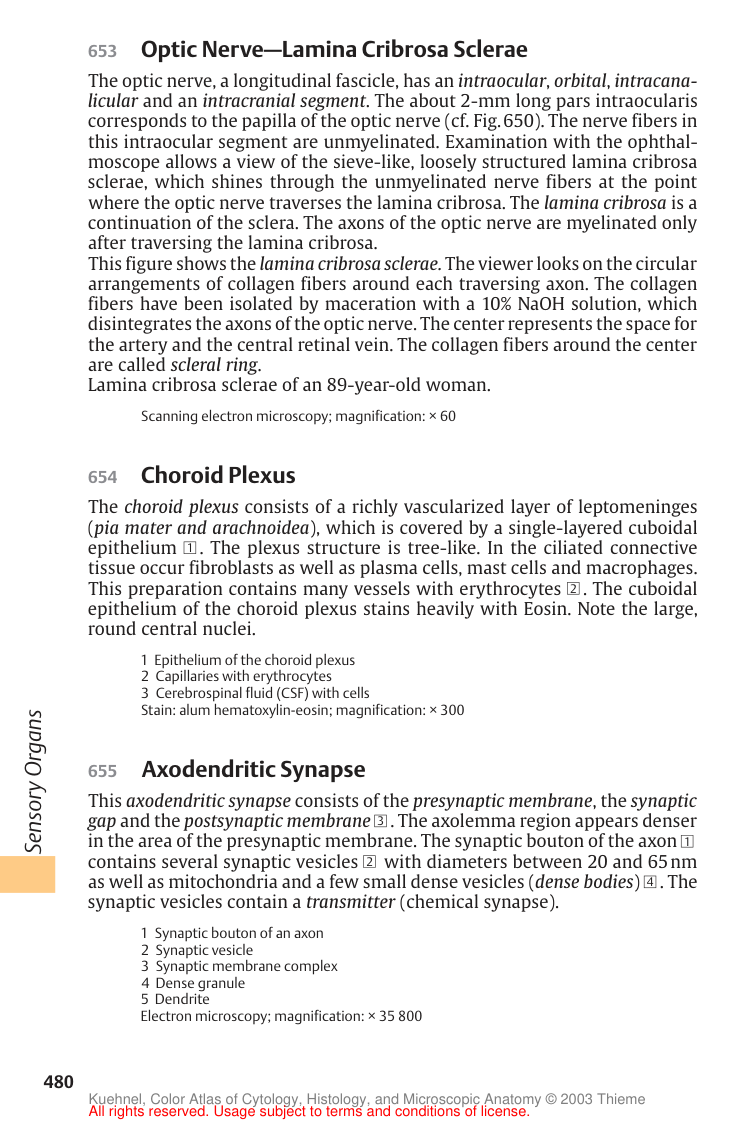 653 Optic Nerve—Lamina Cribrosa Sclerae
The optic nerve, a longitudinal fascicle, has an intraocular, orbital, intracana-
licular and an intracranial segment. The about 2-mm long pars intraocularis
corresponds to the papilla of the optic nerve (cf. Fig. 650). The nerve fibers in
this intraocular segment are unmyelinated. Examination with the ophthal-
moscope allows a view of the sieve-like, loosely structured lamina cribrosa
sclerae, which shines through the unmyelinated nerve fibers at the point
where the optic nerve traverses the lamina cribrosa. The lamina cribrosa is a
continuation of the sclera. The axons of the optic nerve are myelinated only
after traversing the lamina cribrosa.
This figure shows the lamina cribrosa sclerae. The viewer looks on the circular
arrangements of collagen fibers around each traversing axon. The collagen
fibers have been isolated by maceration with a 10% NaOH solution, which
disintegrates the axons of the optic nerve. The center represents the space for
the artery and the central retinal vein. The collagen fibers around the center
are called scleral ring.
Lamina cribrosa sclerae of an 89-year-old woman.
Scanning electron microscopy; magnification: × 60
654 Choroid Plexus
The choroid plexus consists of a richly vascularized layer of leptomeninges
(pia mater and arachnoidea), which is covered by a single-layered cuboidal
epithelium 1. The plexus structure is tree-like. In the ciliated connective
tissue occur fibroblasts as well as plasma cells, mast cells and macrophages.
This preparation contains many vessels with erythrocytes 2. The cuboidal
epithelium of the choroid plexus stains heavily with Eosin. Note the large,
round central nuclei.
1 Epithelium of the choroid plexus
2 Capillaries with erythrocytes
3 Cerebrospinal fluid (CSF) with cells
Stain: alum hematoxylin-eosin; magnification: × 300
655 Axodendritic Synapse
This axodendritic synapse consists of the presynaptic membrane, the synaptic
gap and the postsynaptic membrane 3. The axolemma region appears denser
in the area of the presynaptic membrane. The synaptic bouton of the axon 1
contains several synaptic vesicles 2 with diameters between 20 and 65 nm
as well as mitochondria and a few small dense vesicles (dense bodies) 4. The
synaptic vesicles contain a transmitter (chemical synapse).
1 Synaptic bouton of an axon
2 Synaptic vesicle
3 Synaptic membrane complex
4 Dense granule
5 Dendrite
Electron microscopy; magnification: × 35 800
Sensory Organs
480
Kuehnel, Color Atlas of Cytology, Histology, and Microscopic Anatomy © 2003 Thieme
All rights reserved. Usage subject to terms and conditions of license.